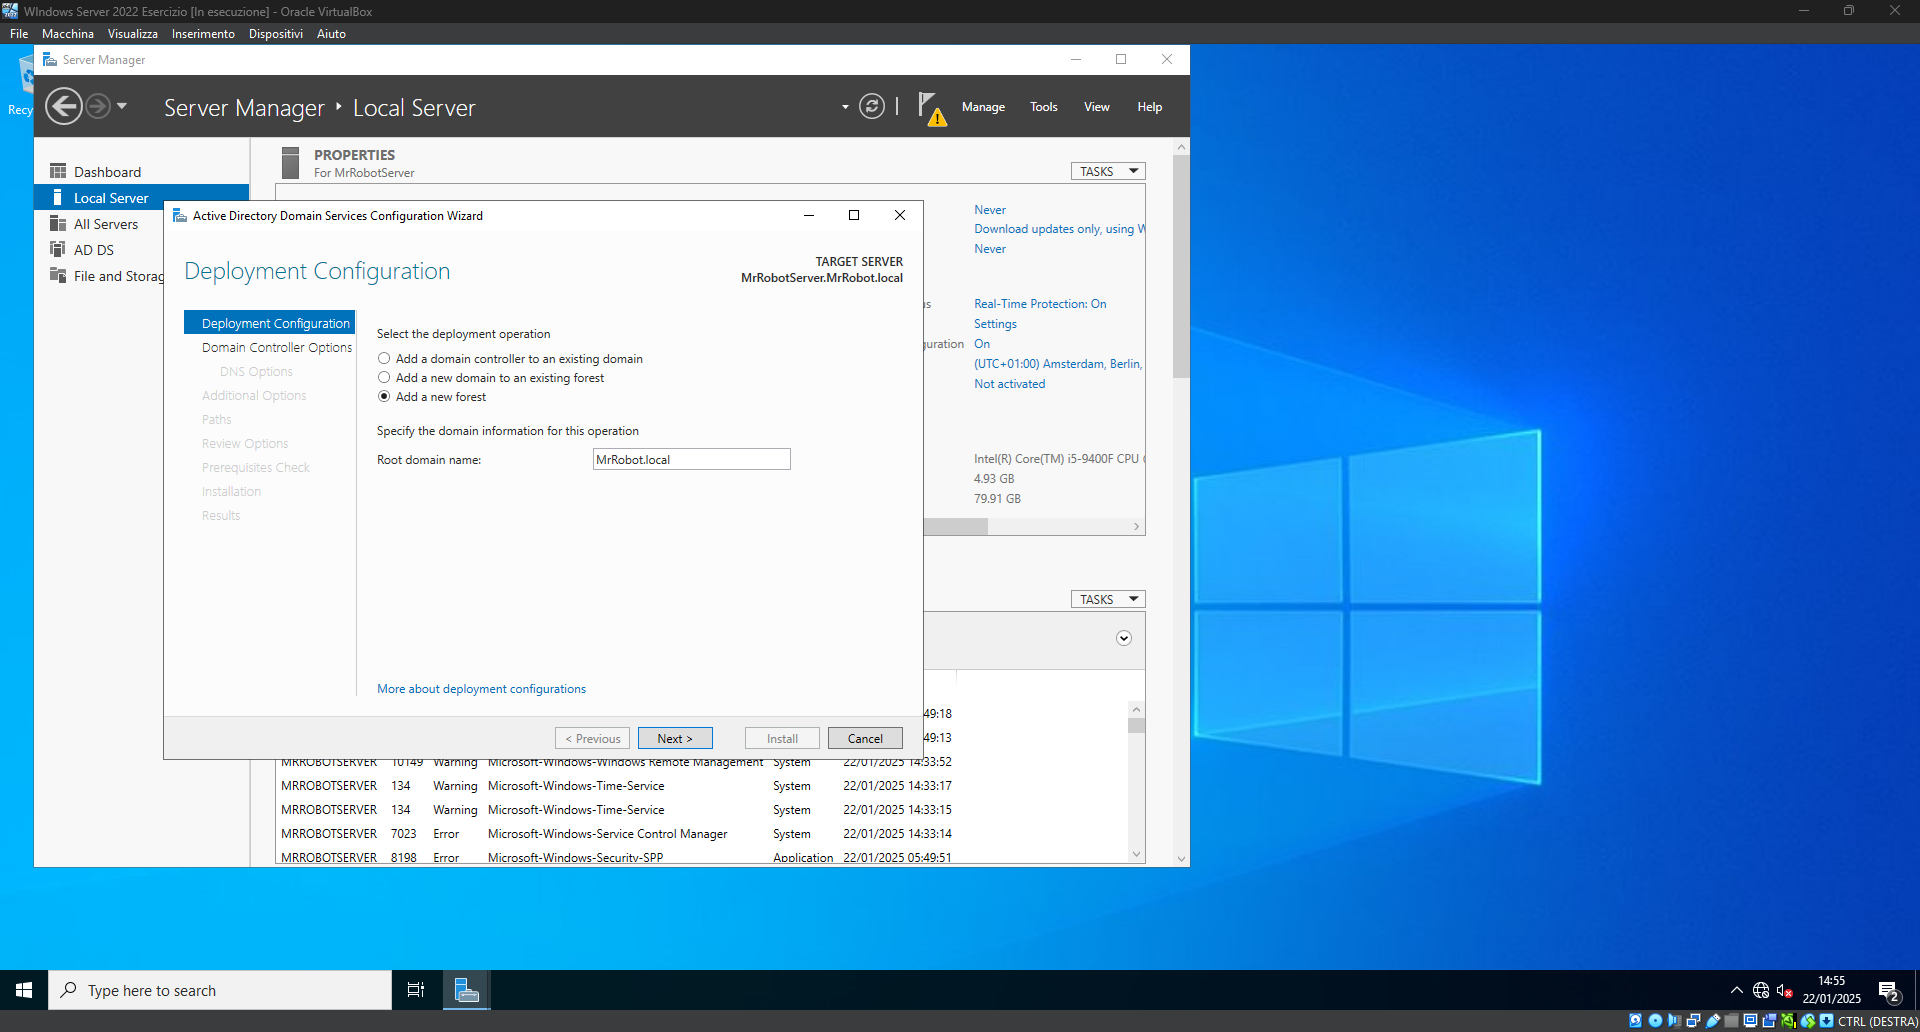 WIndows Server 2022 Esercizio [In esecuzione] - Oracle VirtualBox
File Macchina Visualizza Inserimento Dispositivi Aiuto
Server Manager
Server Manager Local Server
Manage Tools View Help
Recy
Dashboard
Local Server
All Servers
AD DS
File and Storag
PROPERTIES
For MrRobotServer
TASKS
Never
Download updates only, using W
Never
Real-Time Protection: On
Settings
uration On
(UTC+01:00) Amsterdam, Berlin,
Not activated
Intel(R) Core(TM) i5-9400F CPU
4.93 GB
79.91 GB
Active Directory Domain Services Configuration Wizard
Deployment Configuration
TARGET SERVER
MrRobotServer.MrRobot.local
Deployment Configuration
Domain Controller Options
DNS Options
Additional Options
Paths
Review Options
Prerequisites Check
Installation
Results
Select the deployment operation
Add a domain controller to an existing domain
Add a new domain to an existing forest
Add a new forest
Specify the domain information for this operation
Root domain name: MrRobot.local
More about deployment configurations
< Previous Next > Install Cancel
TASKS
49:18
49:13
MRROBOTSERVER 10149 Warning Microsoft-Windows-Windows Remote Management System 22/01/2025 14:33:52
MRROBOTSERVER 134 Warning Microsoft-Windows-Time-Service System 22/01/2025 14:33:17
MRROBOTSERVER 134 Warning Microsoft-Windows-Time-Service System 22/01/2025 14:33:15
MRROBOTSERVER 7023 Error Microsoft-Windows-Service Control Manager System 22/01/2025 14:33:14
MRROBOTSERVER 8198 Error Microsoft-Windows-Security-SPP Application 22/01/2025 05:49:51
Type here to search
14:55
22/01/2025
2
CTRL (DESTRA)